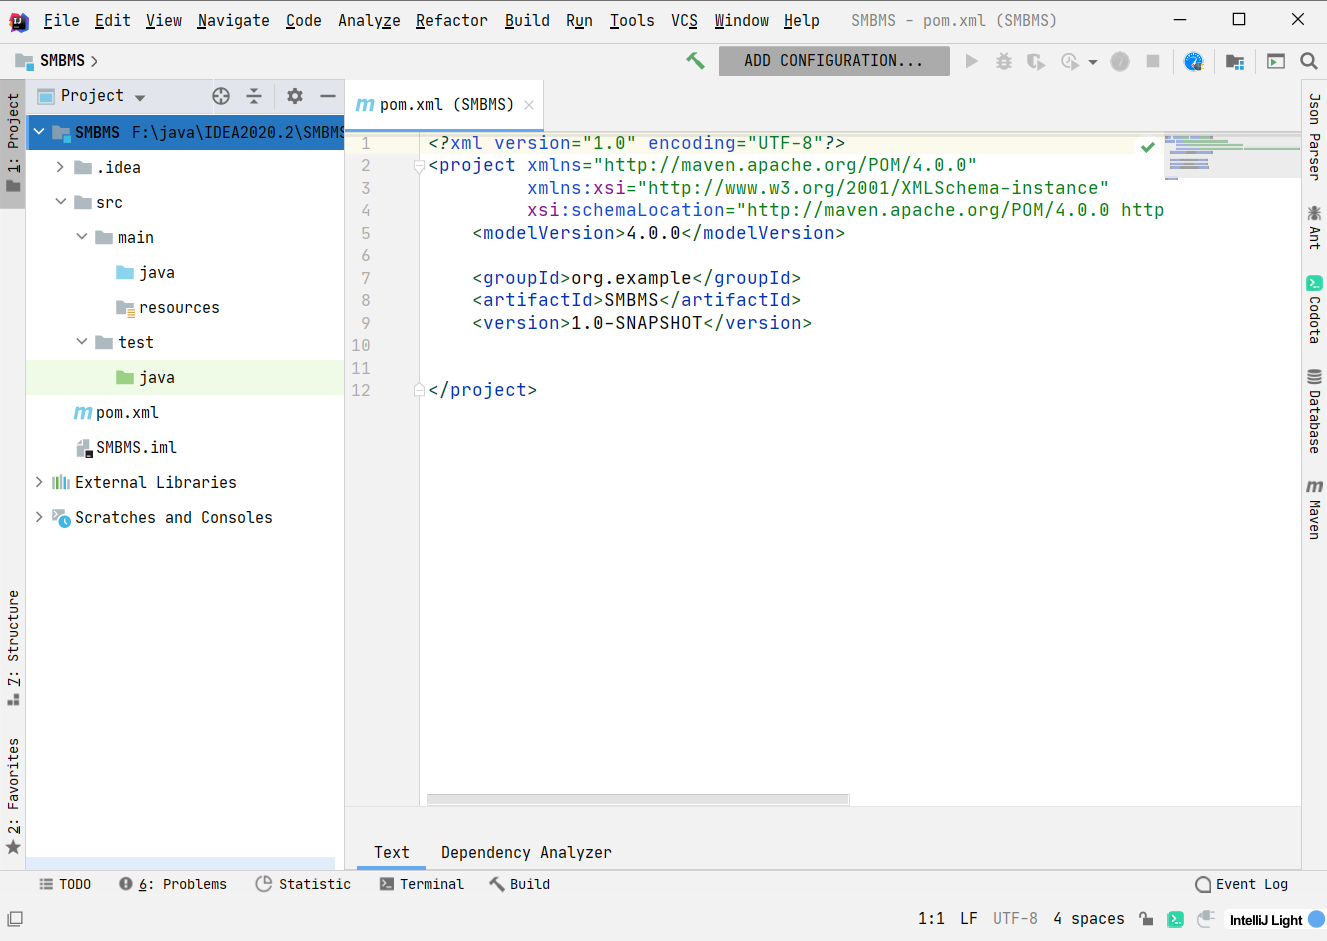 File Edit View Navigate Code Analyze Refactor Build Run Tools VCS Window Help SMBMS - pom.xml (SMBMS)
SMBMS
ADD CONFIGURATION...
1: Project
7: Structure
2: Favorites
Project
SMBMS F:\java\IDEA2020.2\SMBMS
.idea
src
main
java
resources
test
java
pom.xml
SMBMS.iml
External Libraries
Scratches and Consoles
pom.xml (SMBMS)
1 <?xml version="1.0" encoding="UTF-8"?>
2 <project xmlns="http://maven.apache.org/POM/4.0.0"
3 xmlns:xsi="http://www.w3.org/2001/XMLSchema-instance"
4 xsi:schemaLocation="http://maven.apache.org/POM/4.0.0 http
5 <modelVersion>4.0.0</modelVersion>
6
7 <groupId>org.example</groupId>
8 <artifactId>SMBMS</artifactId>
9 <version>1.0-SNAPSHOT</version>
10
11
12 </project>
Text Dependency Analyzer
Json Parser
Ant
Codota
Database
Maven
TODO 6: Problems Statistic Terminal Build Event Log
1:1 LF UTF-8 4 spaces IntelliJ Light